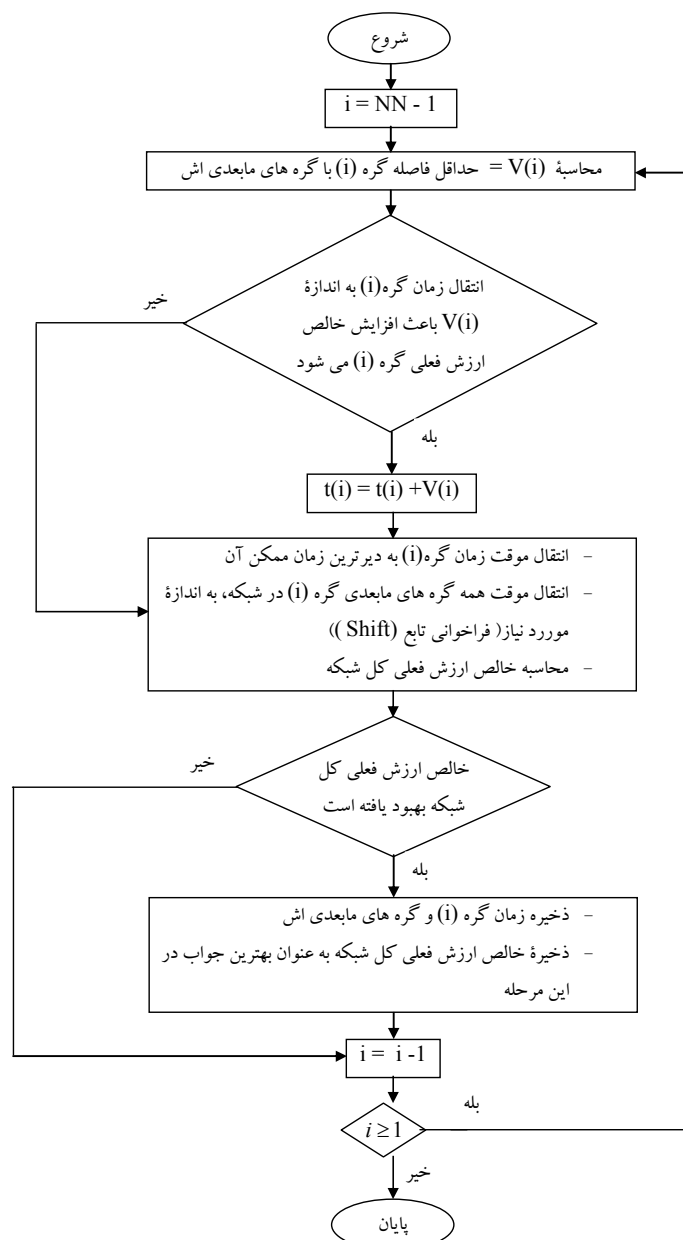 شروع
i = NN - 1
محاسبهٔ V(i) = حداقل فاصله گره (i) با گره های مابعدی اش
انتقال زمان گره(i) به اندازهٔ
V(i) باعث افزایش خالص
ارزش فعلی گره (i) می شود
خیر
بله
t(i) = t(i) +V(i)
- انتقال موقت زمان گره(i) به دیرترین زمان ممکن آن
- انتقال موقت همه گره های مابعدی گره (i) در شبکه، به اندازهٔ
موررد نیاز( فراخوانی تابع (Shift ))
- محاسبه خالص ارزش فعلی کل شبکه
خالص ارزش فعلی کل
شبکه بهبود یافته است
خیر
بله
- ذخیره زمان گره (i) و گره های مابعدی اش
- ذخیرهٔ خالص ارزش فعلی کل شبکه به عنوان بهترین جواب در
این مرحله
i = i -1
i ≥ 1
بله
خیر
پایان